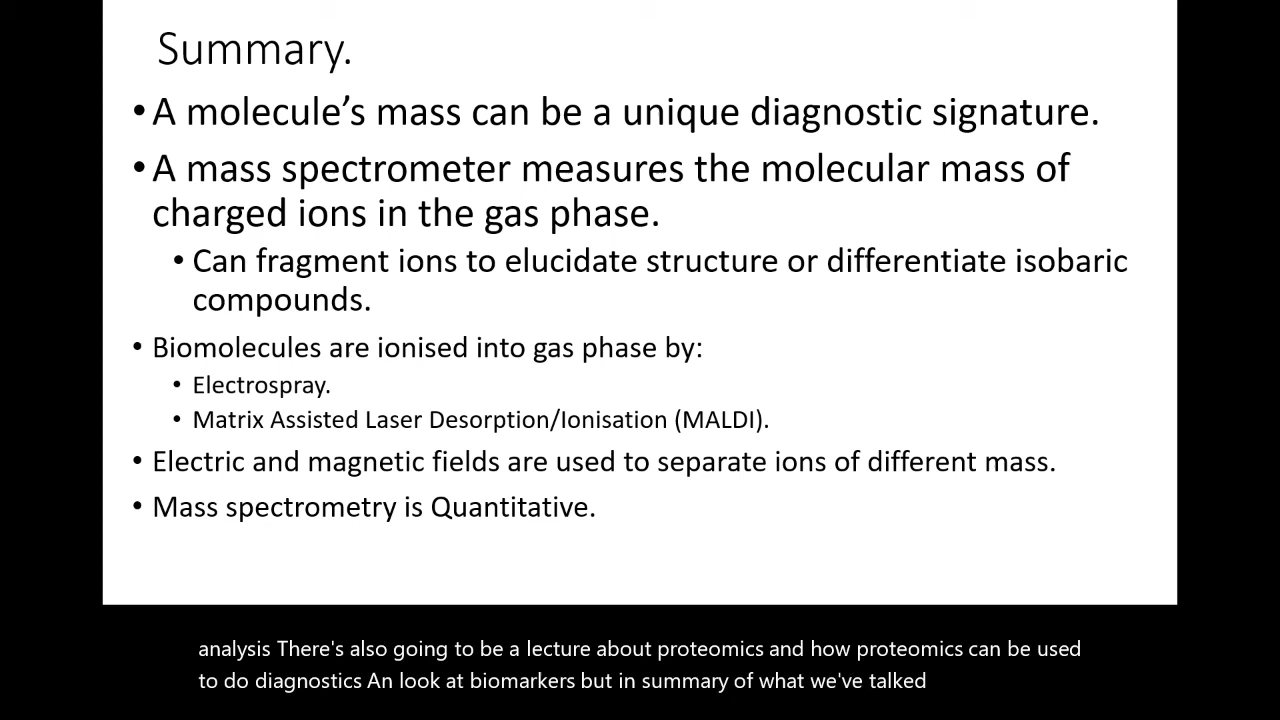 Summary.
• A molecule’s mass can be a unique diagnostic signature.
• A mass spectrometer measures the molecular mass of
charged ions in the gas phase.
• Can fragment ions to elucidate structure or differentiate isobaric
compounds.
• Biomolecules are ionised into gas phase by:
• Electrospray.
• Matrix Assisted Laser Desorption/Ionisation (MALDI).
• Electric and magnetic fields are used to separate ions of different mass.
• Mass spectrometry is Quantitative.
analysis There's also going to be a lecture about proteomics and how proteomics can be used
to do diagnostics An look at biomarkers but in summary of what we've talked